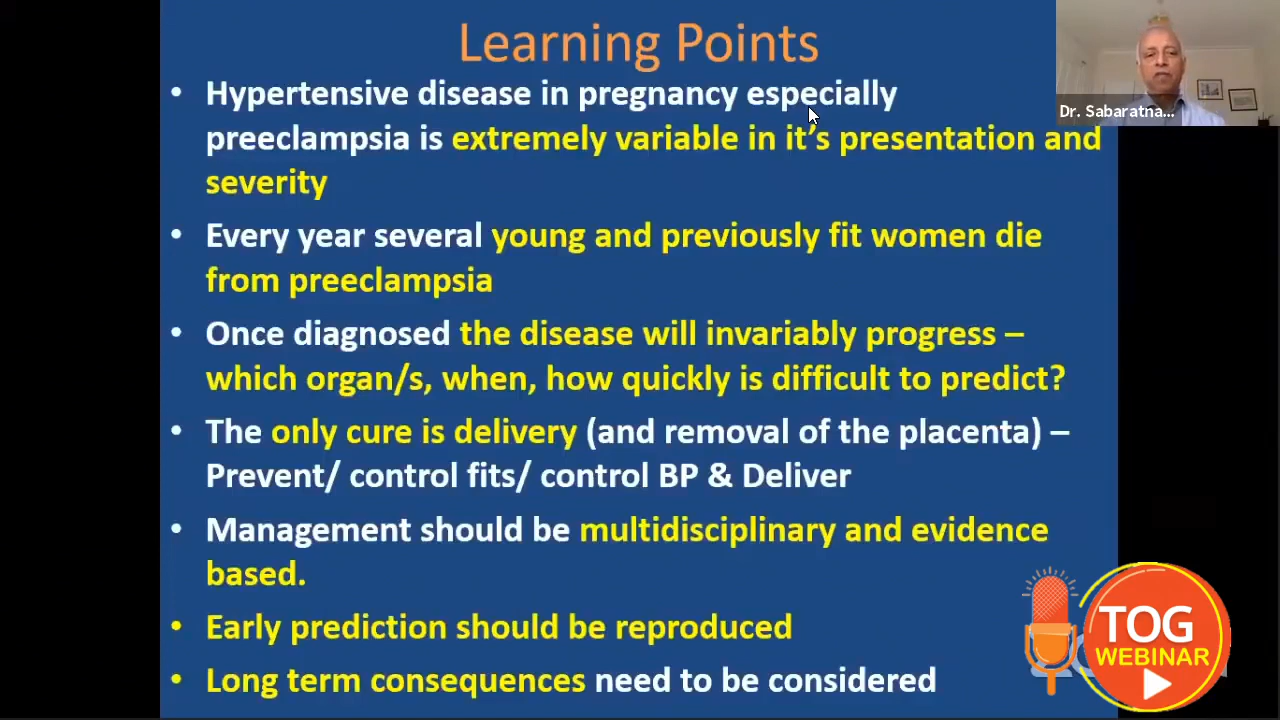 Learning Points
• Hypertensive disease in pregnancy especially
preeclampsia is extremely variable in it's presentation and
severity
• Every year several young and previously fit women die
from preeclampsia
• Once diagnosed the disease will invariably progress –
which organ/s, when, how quickly is difficult to predict?
• The only cure is delivery (and removal of the placenta) –
Prevent/ control fits/ control BP & Deliver
• Management should be multidisciplinary and evidence
based.
• Early prediction should be reproduced
• Long term consequences need to be considered
Dr. Sabaratna...
TOG
WEBINAR